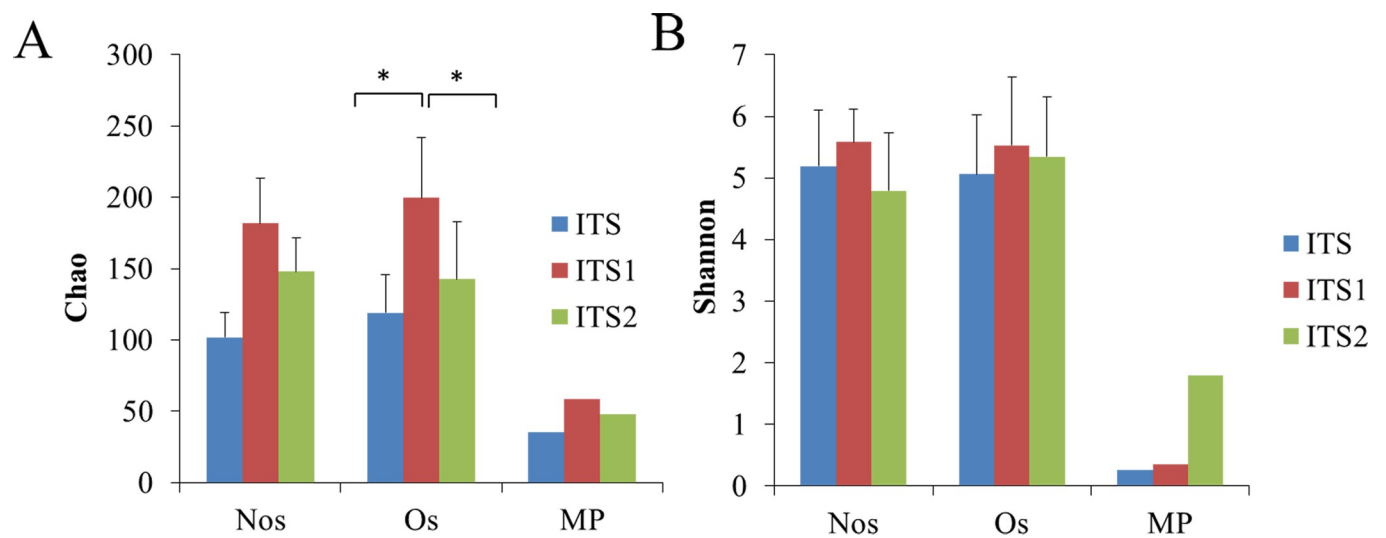 A
Chao
300
250
200
150
100
50
0
* *
ITS
ITS1
ITS2
Nos Os MP
B
Shannon
7
6
5
4
3
2
1
0
ITS
ITS1
ITS2
Nos Os MP